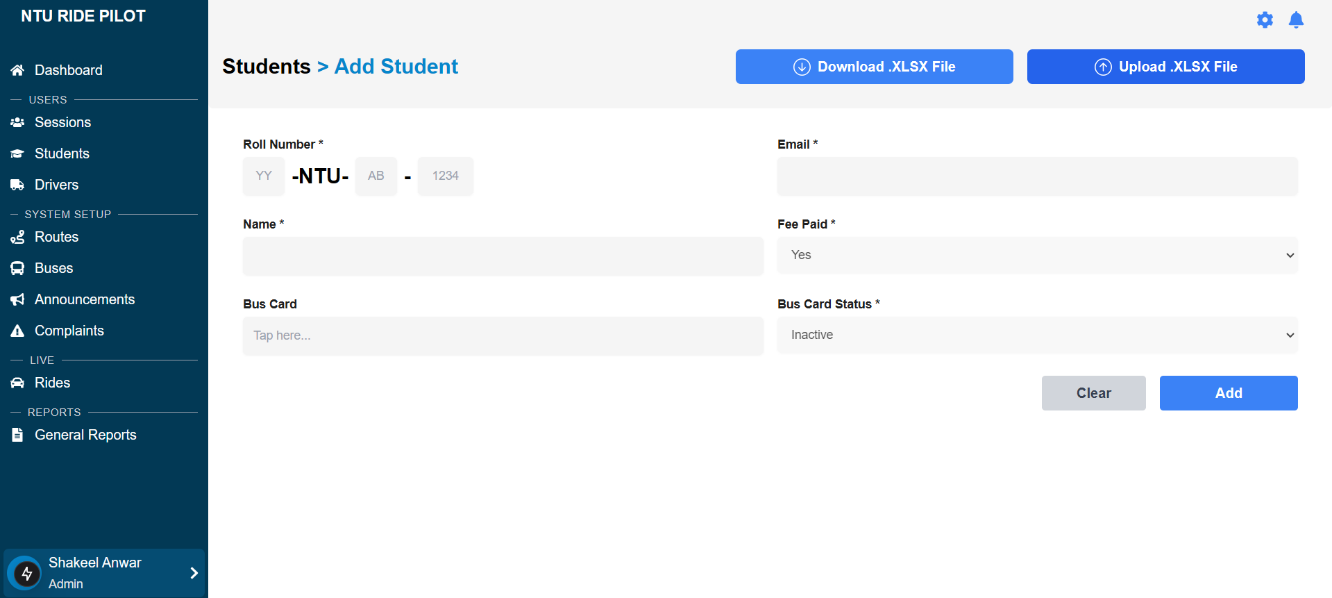 NTU RIDE PILOT
Dashboard
USERS
Sessions
Students
Drivers
SYSTEM SETUP
Routes
Buses
Announcements
Complaints
LIVE
Rides
REPORTS
General Reports
Shakeel Anwar
Admin
Students > Add Student
Download .XLSX File
Upload .XLSX File
Roll Number *
YY -NTU- AB - 1234
Email *
Name *
Fee Paid *
Yes
Bus Card
Tap here...
Bus Card Status *
Inactive
Clear
Add